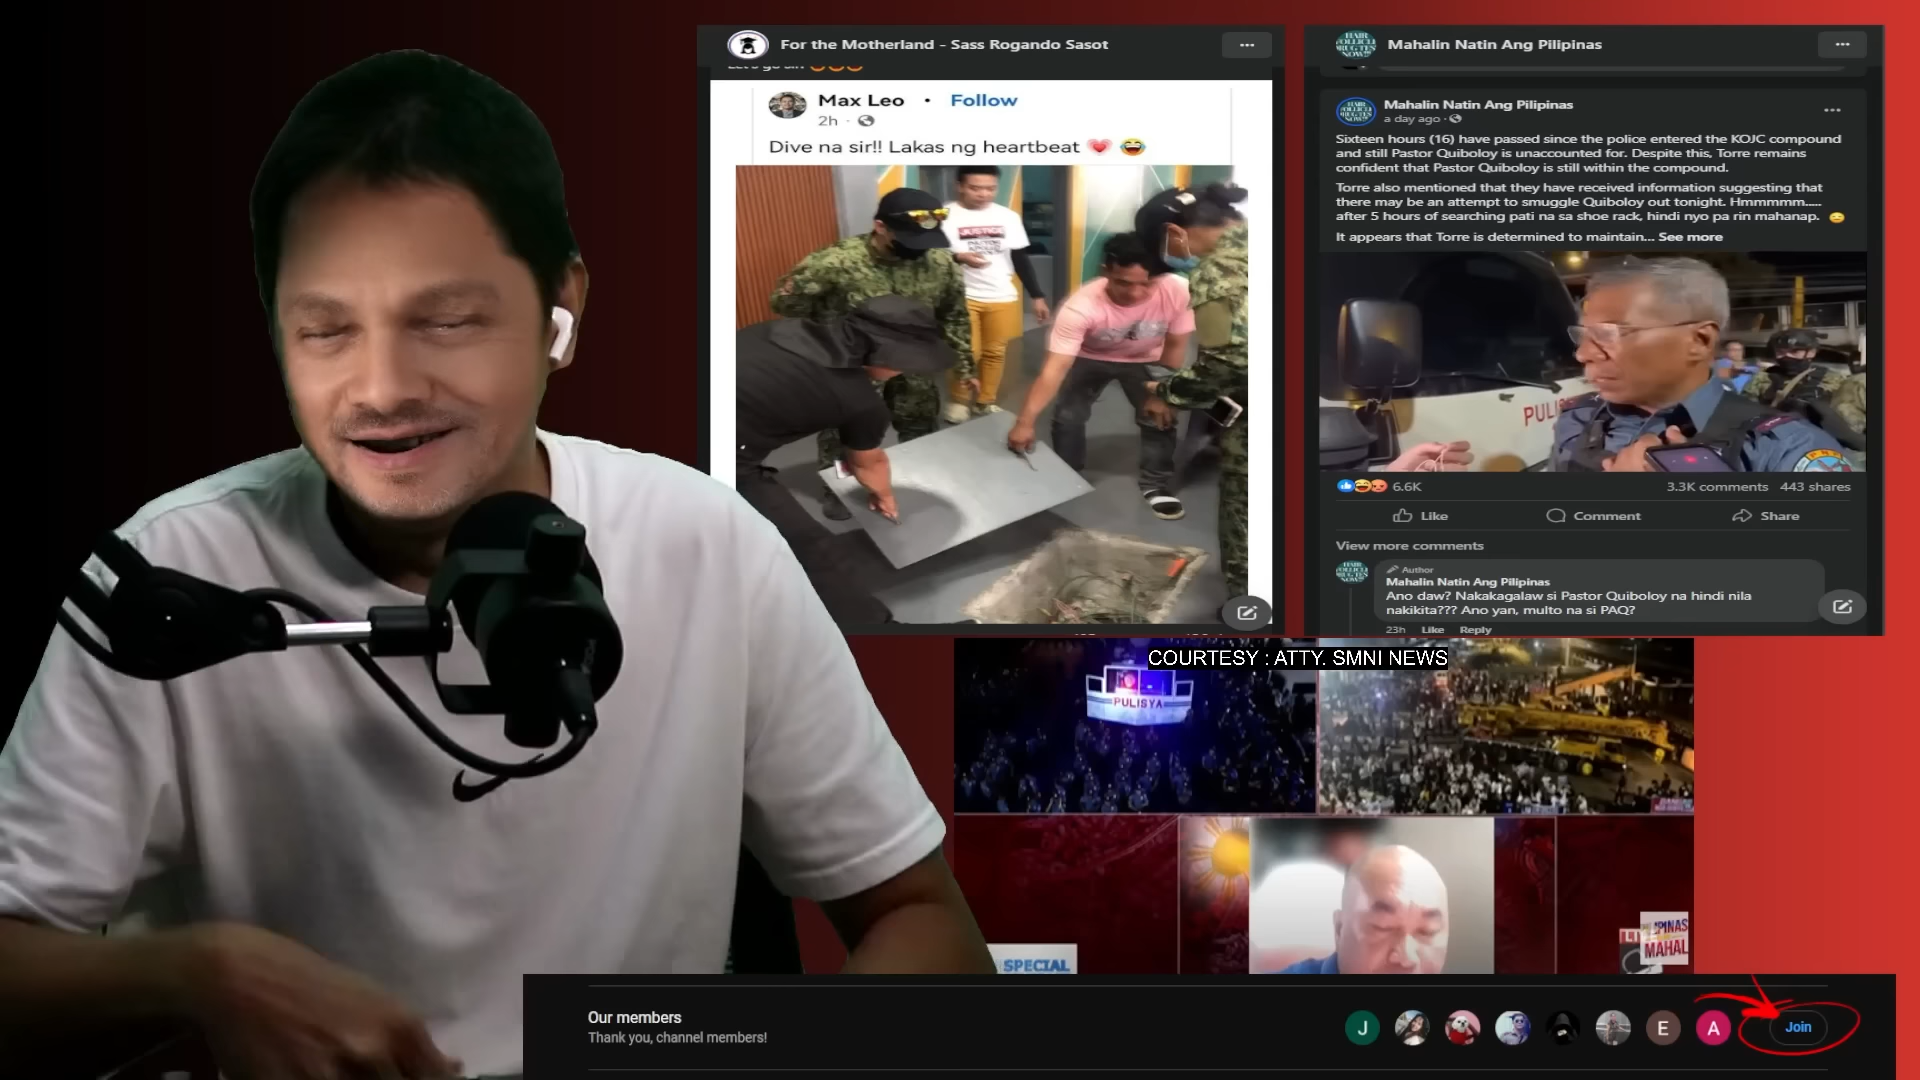 For the Motherland - Sass Rogando Sasot
Max Leo • Follow
2h ·
Dive na sir!! Lakas ng heartbeat
JUSTICE
Mahalin Natin Ang Pilipinas
HAIR
FOLLICLE
DRUG TEST
NOW!!
Mahalin Natin Ang Pilipinas
a day ago ·
Sixteen hours (16) have passed since the police entered the KOJC compound
and still Pastor Quiboloy is unaccounted for. Despite this, Torre remains
confident that Pastor Quiboloy is still within the compound.
Torre also mentioned that they have received information suggesting that
there may be an attempt to smuggle Quiboloy out tonight. Hmmmmm.....
after 5 hours of searching pati na sa shoe rack, hindi nyo pa rin mahanap.
It appears that Torre is determined to maintain... See more
PULIS
6.6K
3.3K comments 443 shares
Like Comment Share
View more comments
Author
Mahalin Natin Ang Pilipinas
Ano daw? Nakakagalaw si Pastor Quiboloy na hindi nila
nakikita??? Ano yan, multo na si PAQ?
23h Like Reply
COURTESY : ATTY. SMNI NEWS
PULISYA
SPECIAL
PINAS
MAHAL
Our members
Thank you, channel members!
J E A Join